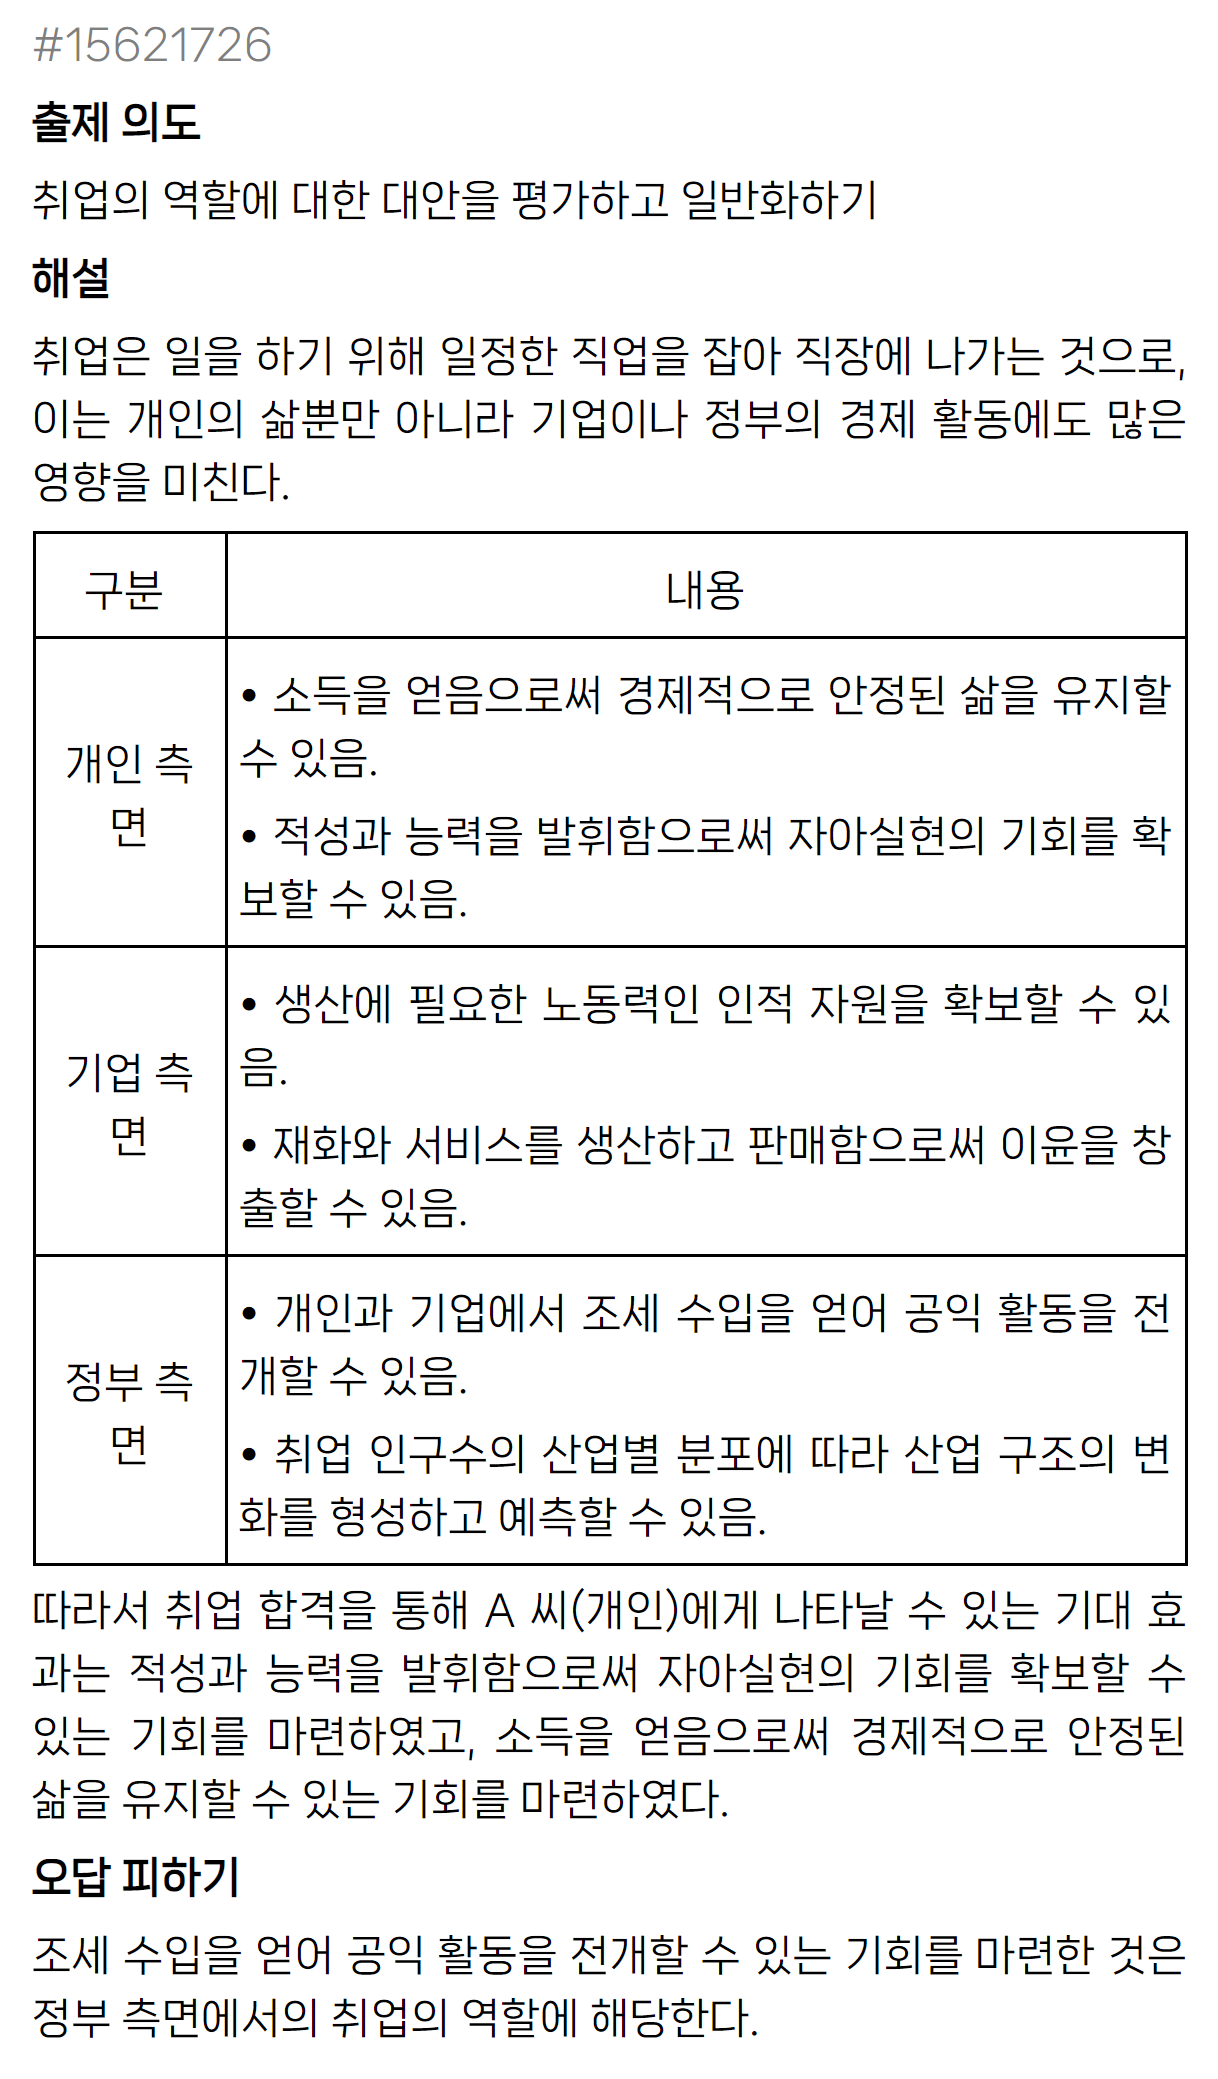 #15621726
출제 의도
취업의 역할에 대한 대안을 평가하고 일반화하기
해설
취업은 일을 하기 위해 일정한 직업을 잡아 직장에 나가는 것으로,
이는 개인의 삶뿐만 아니라 기업이나 정부의 경제 활동에도 많은
영향을 미친다.
구분
내용
개인 측
면
• 소득을 얻음으로써 경제적으로 안정된 삶을 유지할
수 있음.
• 적성과 능력을 발휘함으로써 자아실현의 기회를 확
보할 수 있음.
기업 측
면
• 생산에 필요한 노동력인 인적 자원을 확보할 수 있
음.
• 재화와 서비스를 생산하고 판매함으로써 이윤을 창
출할 수 있음.
정부 측
면
• 개인과 기업에서 조세 수입을 얻어 공익 활동을 전
개할 수 있음.
• 취업 인구수의 산업별 분포에 따라 산업 구조의 변
화를 형성하고 예측할 수 있음.
따라서 취업 합격을 통해 A 씨(개인)에게 나타날 수 있는 기대 효
과는 적성과 능력을 발휘함으로써 자아실현의 기회를 확보할 수
있는 기회를 마련하였고, 소득을 얻음으로써 경제적으로 안정된
삶을 유지할 수 있는 기회를 마련하였다.
오답 피하기
조세 수입을 얻어 공익 활동을 전개할 수 있는 기회를 마련한 것은
정부 측면에서의 취업의 역할에 해당한다.